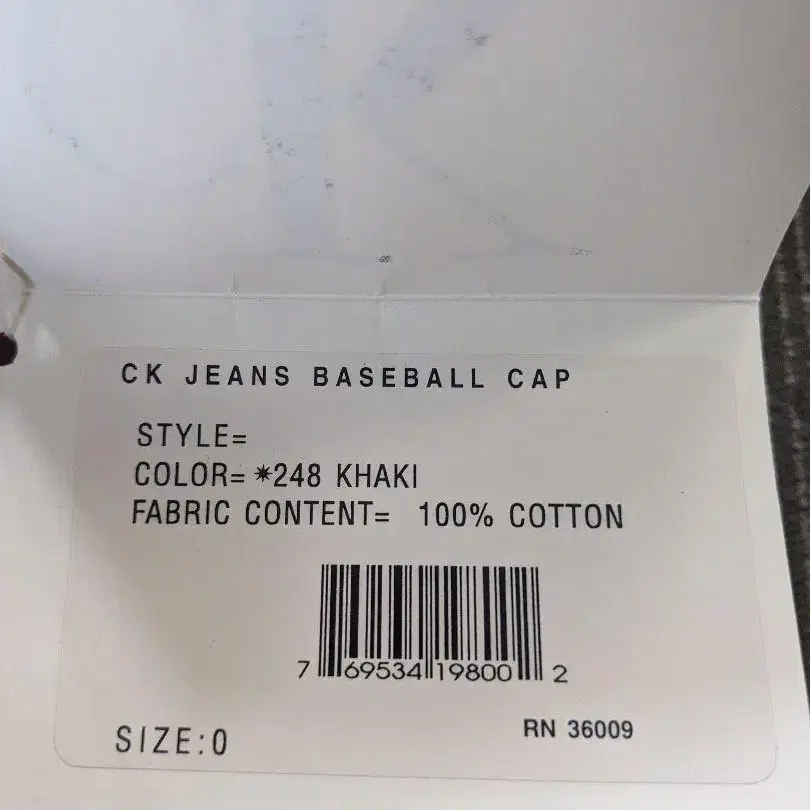 CK JEANS BASEBALL CAP
STYLE=
COLOR= *248 KHAKI
FABRIC CONTENT= 100% COTTON
7 69534 19800 2
SIZE:0
RN 36009